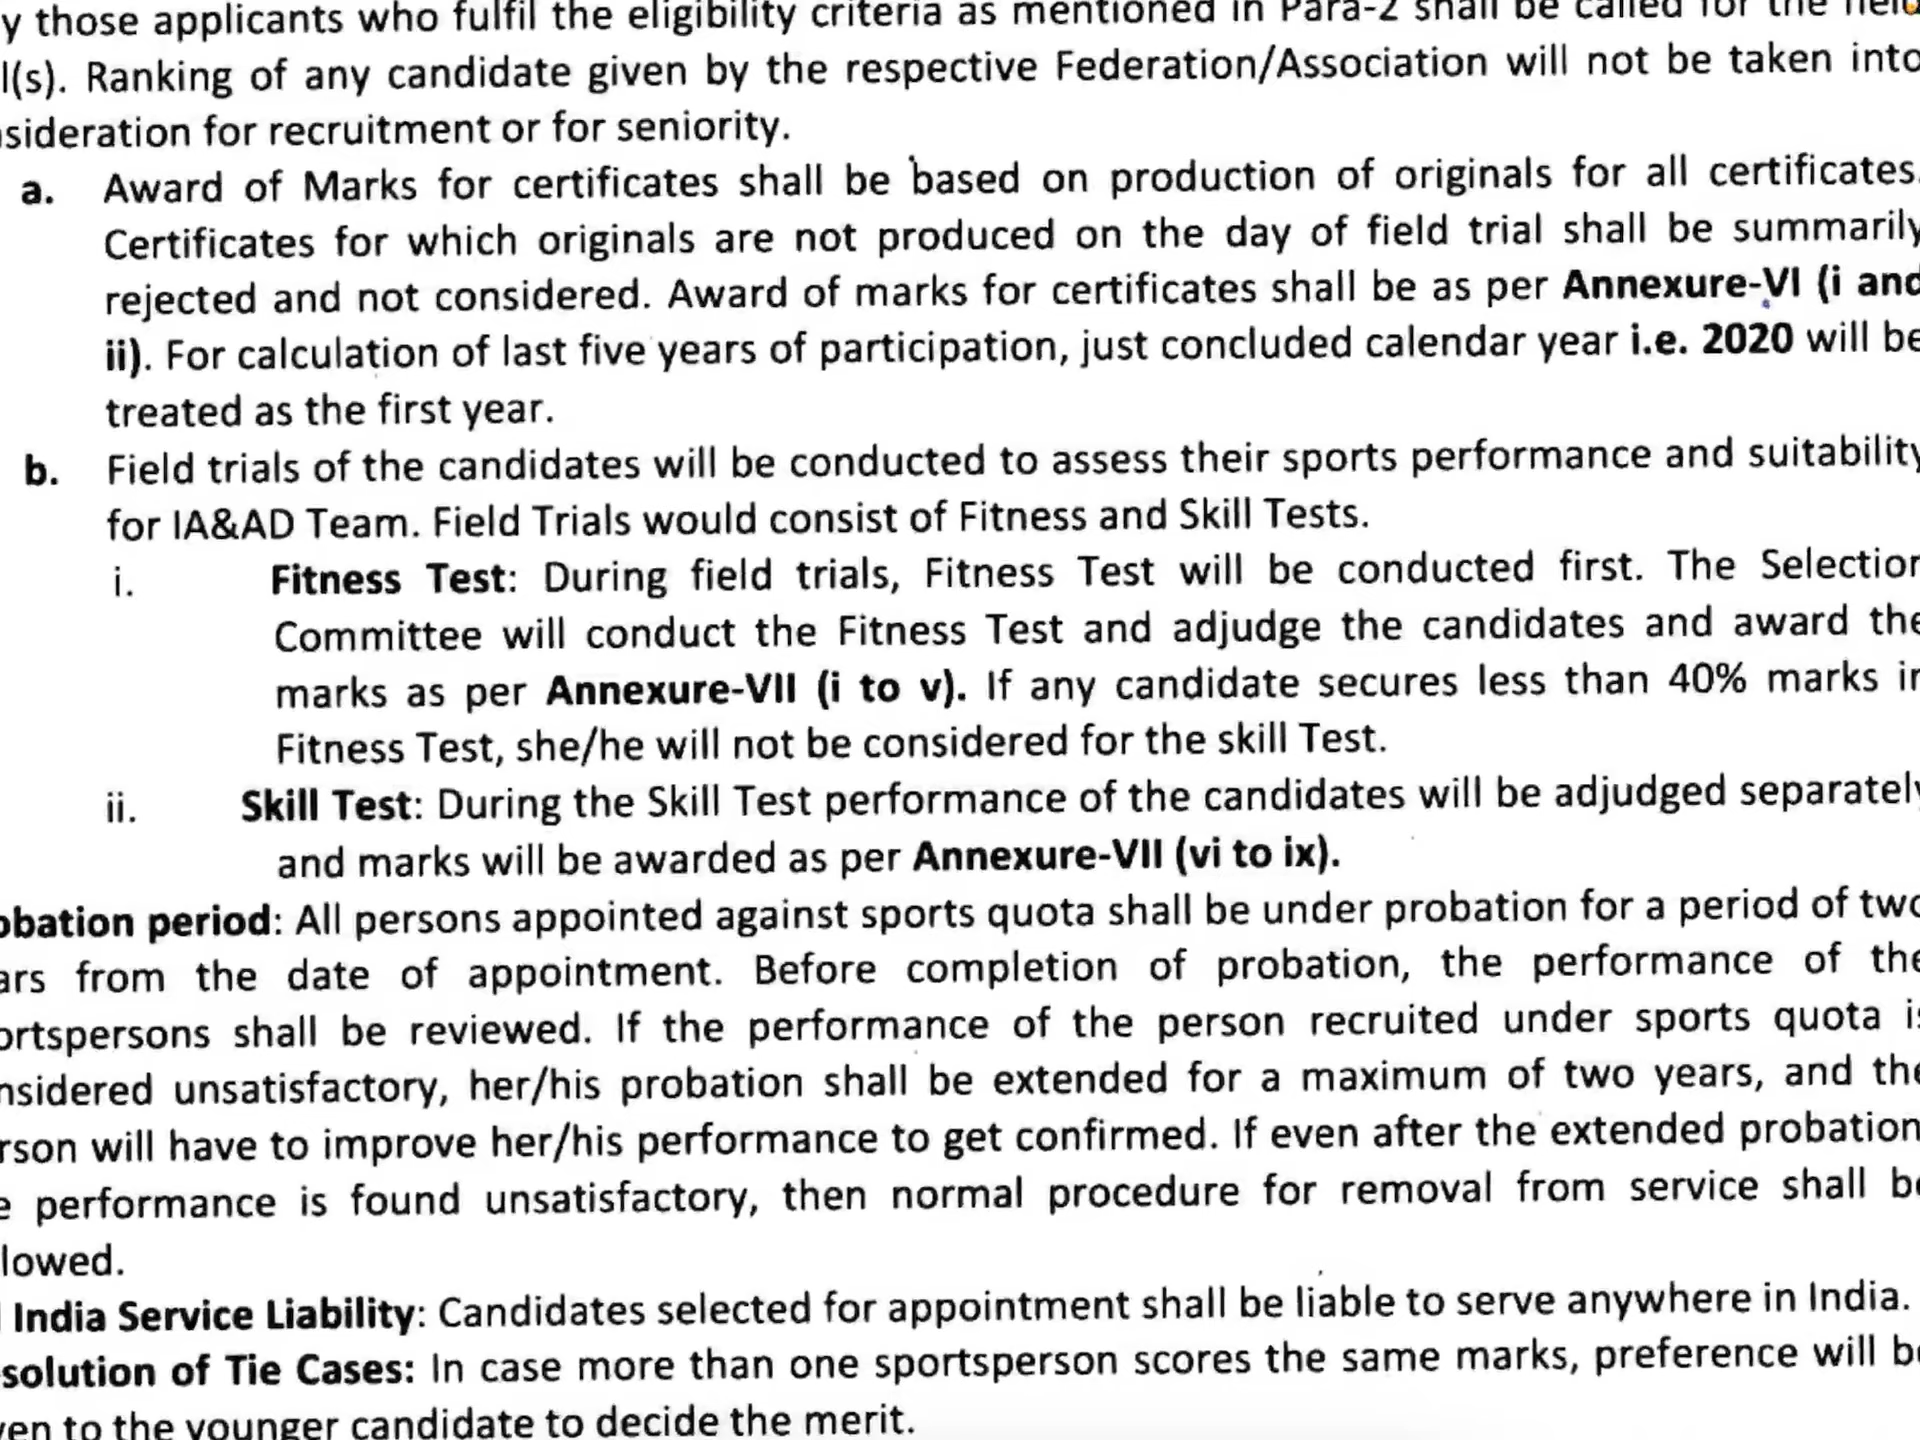 y those applicants who fulfil the eligibility criteria as mentioned in Para-2 shall be called for the field
l(s). Ranking of any candidate given by the respective Federation/Association will not be taken into
sideration for recruitment or for seniority.
a. Award of Marks for certificates shall be based on production of originals for all certificates.
Certificates for which originals are not produced on the day of field trial shall be summarily
rejected and not considered. Award of marks for certificates shall be as per Annexure-VI (i and
ii). For calculation of last five years of participation, just concluded calendar year i.e. 2020 will be
treated as the first year.
b. Field trials of the candidates will be conducted to assess their sports performance and suitability
for IA&AD Team. Field Trials would consist of Fitness and Skill Tests.
i. Fitness Test: During field trials, Fitness Test will be conducted first. The Selection
Committee will conduct the Fitness Test and adjudge the candidates and award the
marks as per Annexure-VII (i to v). If any candidate secures less than 40% marks in
Fitness Test, she/he will not be considered for the skill Test.
ii. Skill Test: During the Skill Test performance of the candidates will be adjudged separately
and marks will be awarded as per Annexure-VII (vi to ix).
obation period: All persons appointed against sports quota shall be under probation for a period of two
ars from the date of appointment. Before completion of probation, the performance of the
ortspersons shall be reviewed. If the performance of the person recruited under sports quota is
nsidered unsatisfactory, her/his probation shall be extended for a maximum of two years, and the
rson will have to improve her/his performance to get confirmed. If even after the extended probation
e performance is found unsatisfactory, then normal procedure for removal from service shall be
lowed.
India Service Liability: Candidates selected for appointment shall be liable to serve anywhere in India.
solution of Tie Cases: In case more than one sportsperson scores the same marks, preference will be
ven to the younger candidate to decide the merit.